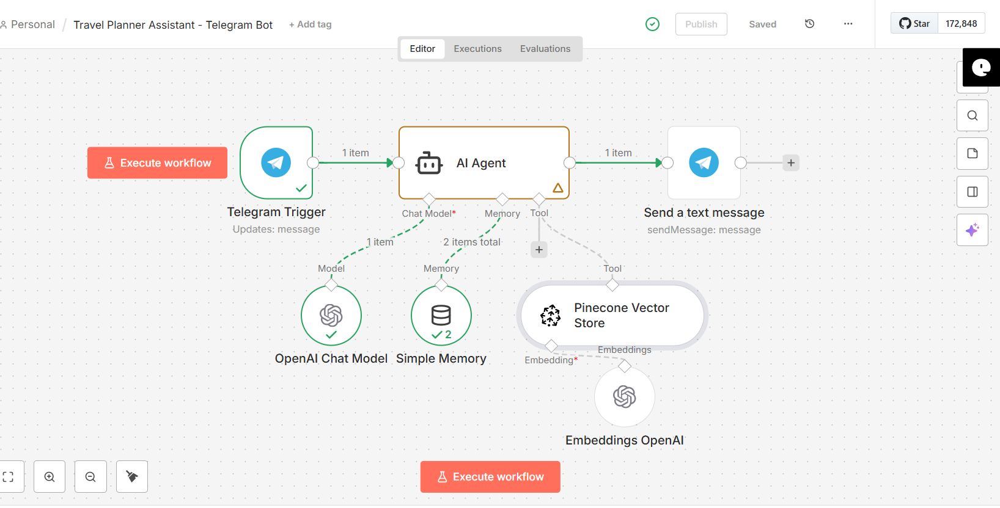 Personal / Travel Planner Assistant - Telegram Bot + Add tag
Publish Saved ... Star 172,848
Editor Executions Evaluations
1 item
1 item
Execute workflow
AI Agent
Telegram Trigger
Updates: message
Chat Model*
Memory
Tool
Send a text message
sendMessage: message
1 item
2 items total
+
+
Model
Memory
Tool
Pinecone Vector
Store
2
OpenAI Chat Model
Simple Memory
Embedding*
Embeddings
Embeddings OpenAI
Execute workflow